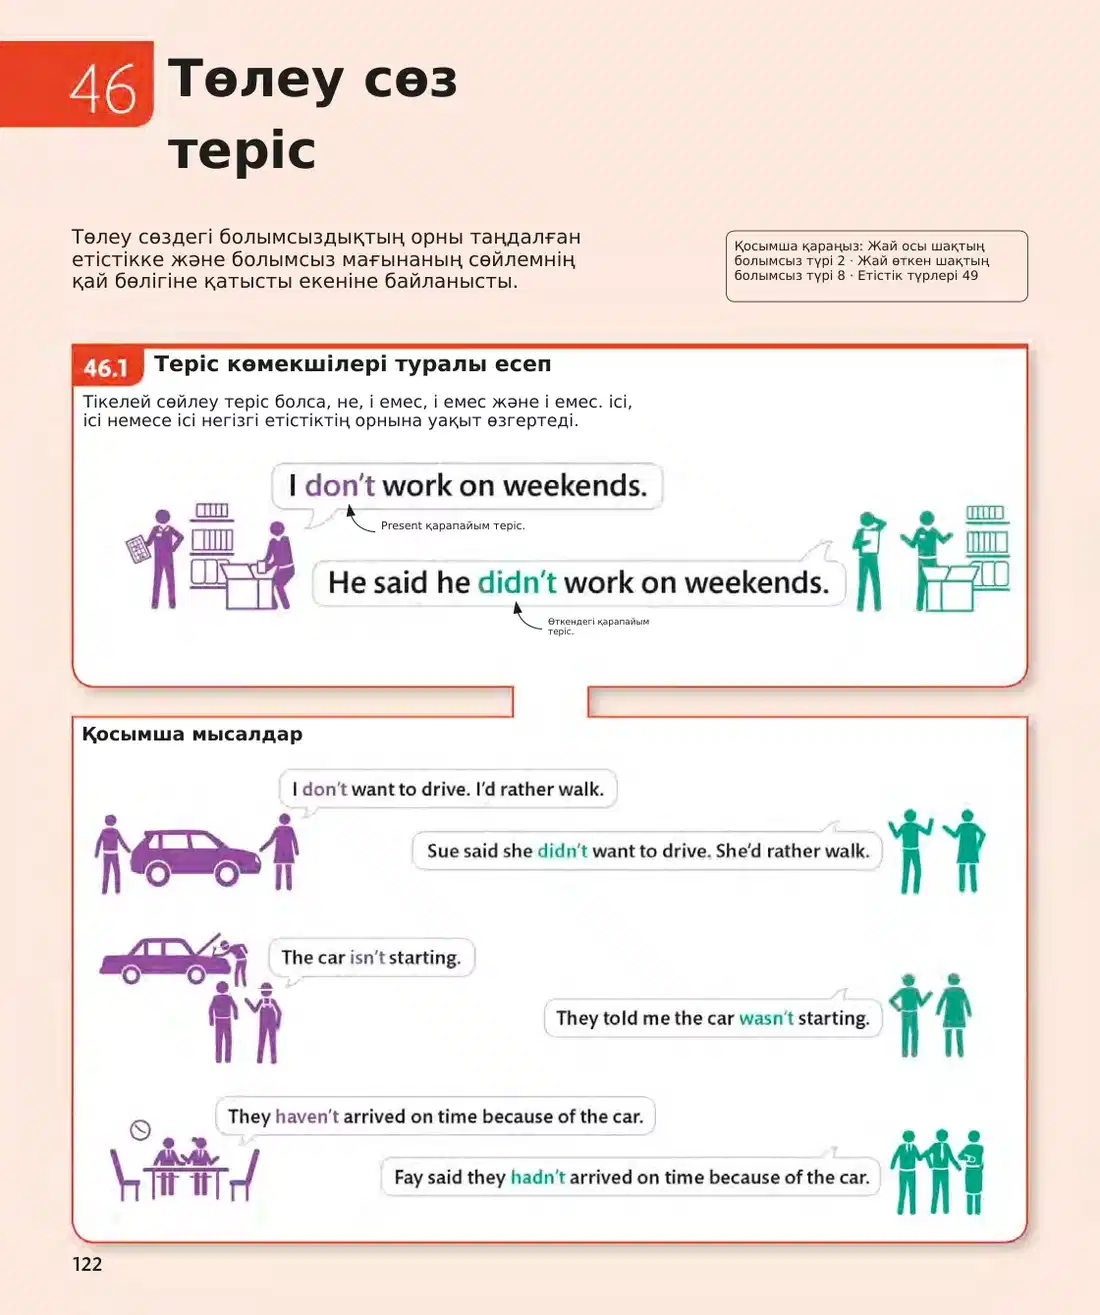 46
Төлеу сөз
теріс
Төлеу сөздегі болымсыздықтың орны таңдалған
етістікке және болымсыз мағынаның сөйлемнің
қай бөлігіне қатысты екеніне байланысты.
Қосымша қараңыз: Жай осы шақтың
болымсыз түрі 2 · Жай өткен шақтың
болымсыз түрі 8 · Етістік түрлері 49
46.1 Теріс көмекшілері туралы есеп
Тікелей сөйлеу теріс болса, не, і емес, і емес және і емес. ісі,
ісі немесе ісі негізгі етістіктің орнына уақыт өзгертеді.
I don't work on weekends.
Present қарапайым теріс.
He said he didn't work on weekends.
Өткендегі қарапайым
теріс.
Қосымша мысалдар
I don't want to drive. I'd rather walk.
Sue said she didn't want to drive. She'd rather walk.
The car isn't starting.
They told me the car wasn't starting.
They haven't arrived on time because of the car.
Fay said they hadn't arrived on time because of the car.
122